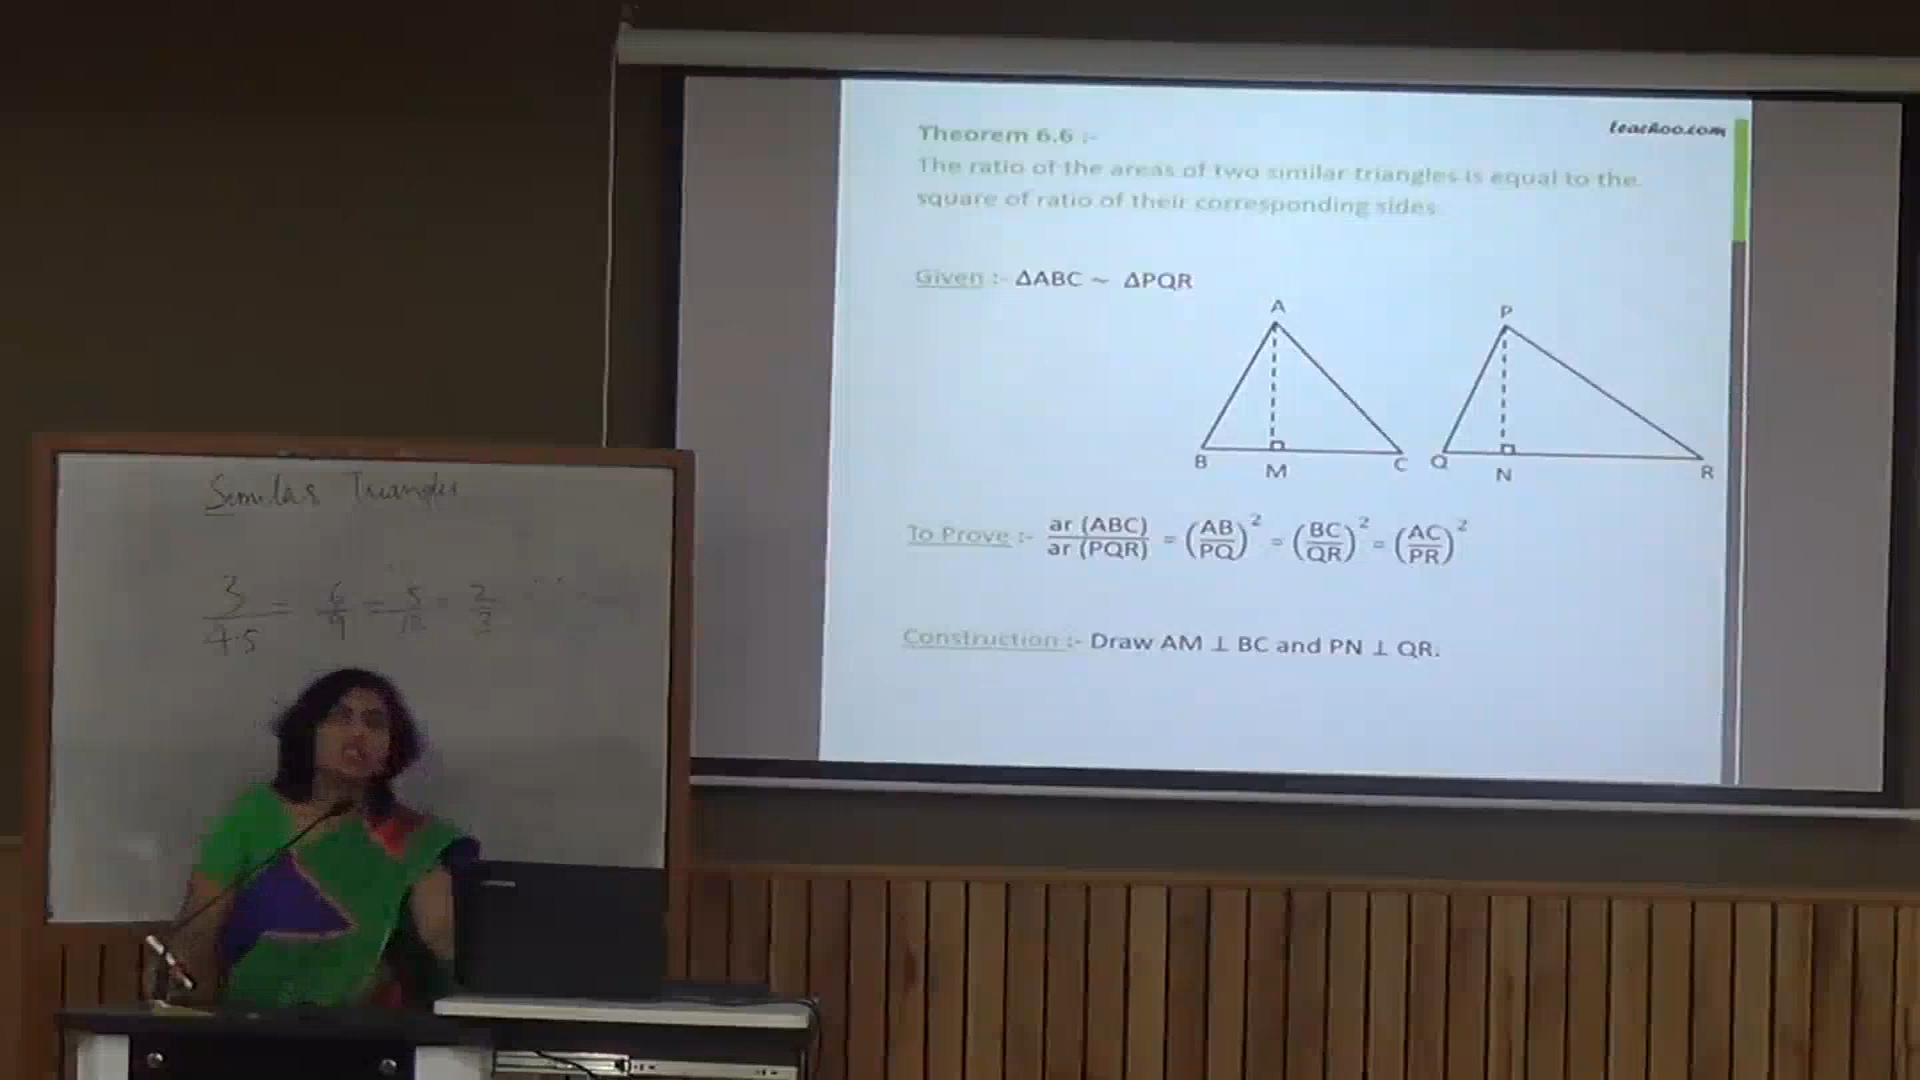 Similar Triangles
3/4.5 = 6/9 = 5/ = 2/3
teachoo.com
Theorem 6.6 :-
The ratio of the areas of two similar triangles is equal to the
square of ratio of their corresponding sides.
Given :- ΔABC ~ ΔPQR
A P
B M C Q N R
To Prove :- ar (ABC)/ar (PQR) = (AB/PQ)² = (BC/QR)² = (AC/PR)²
Construction :- Draw AM ⊥ BC and PN ⊥ QR.